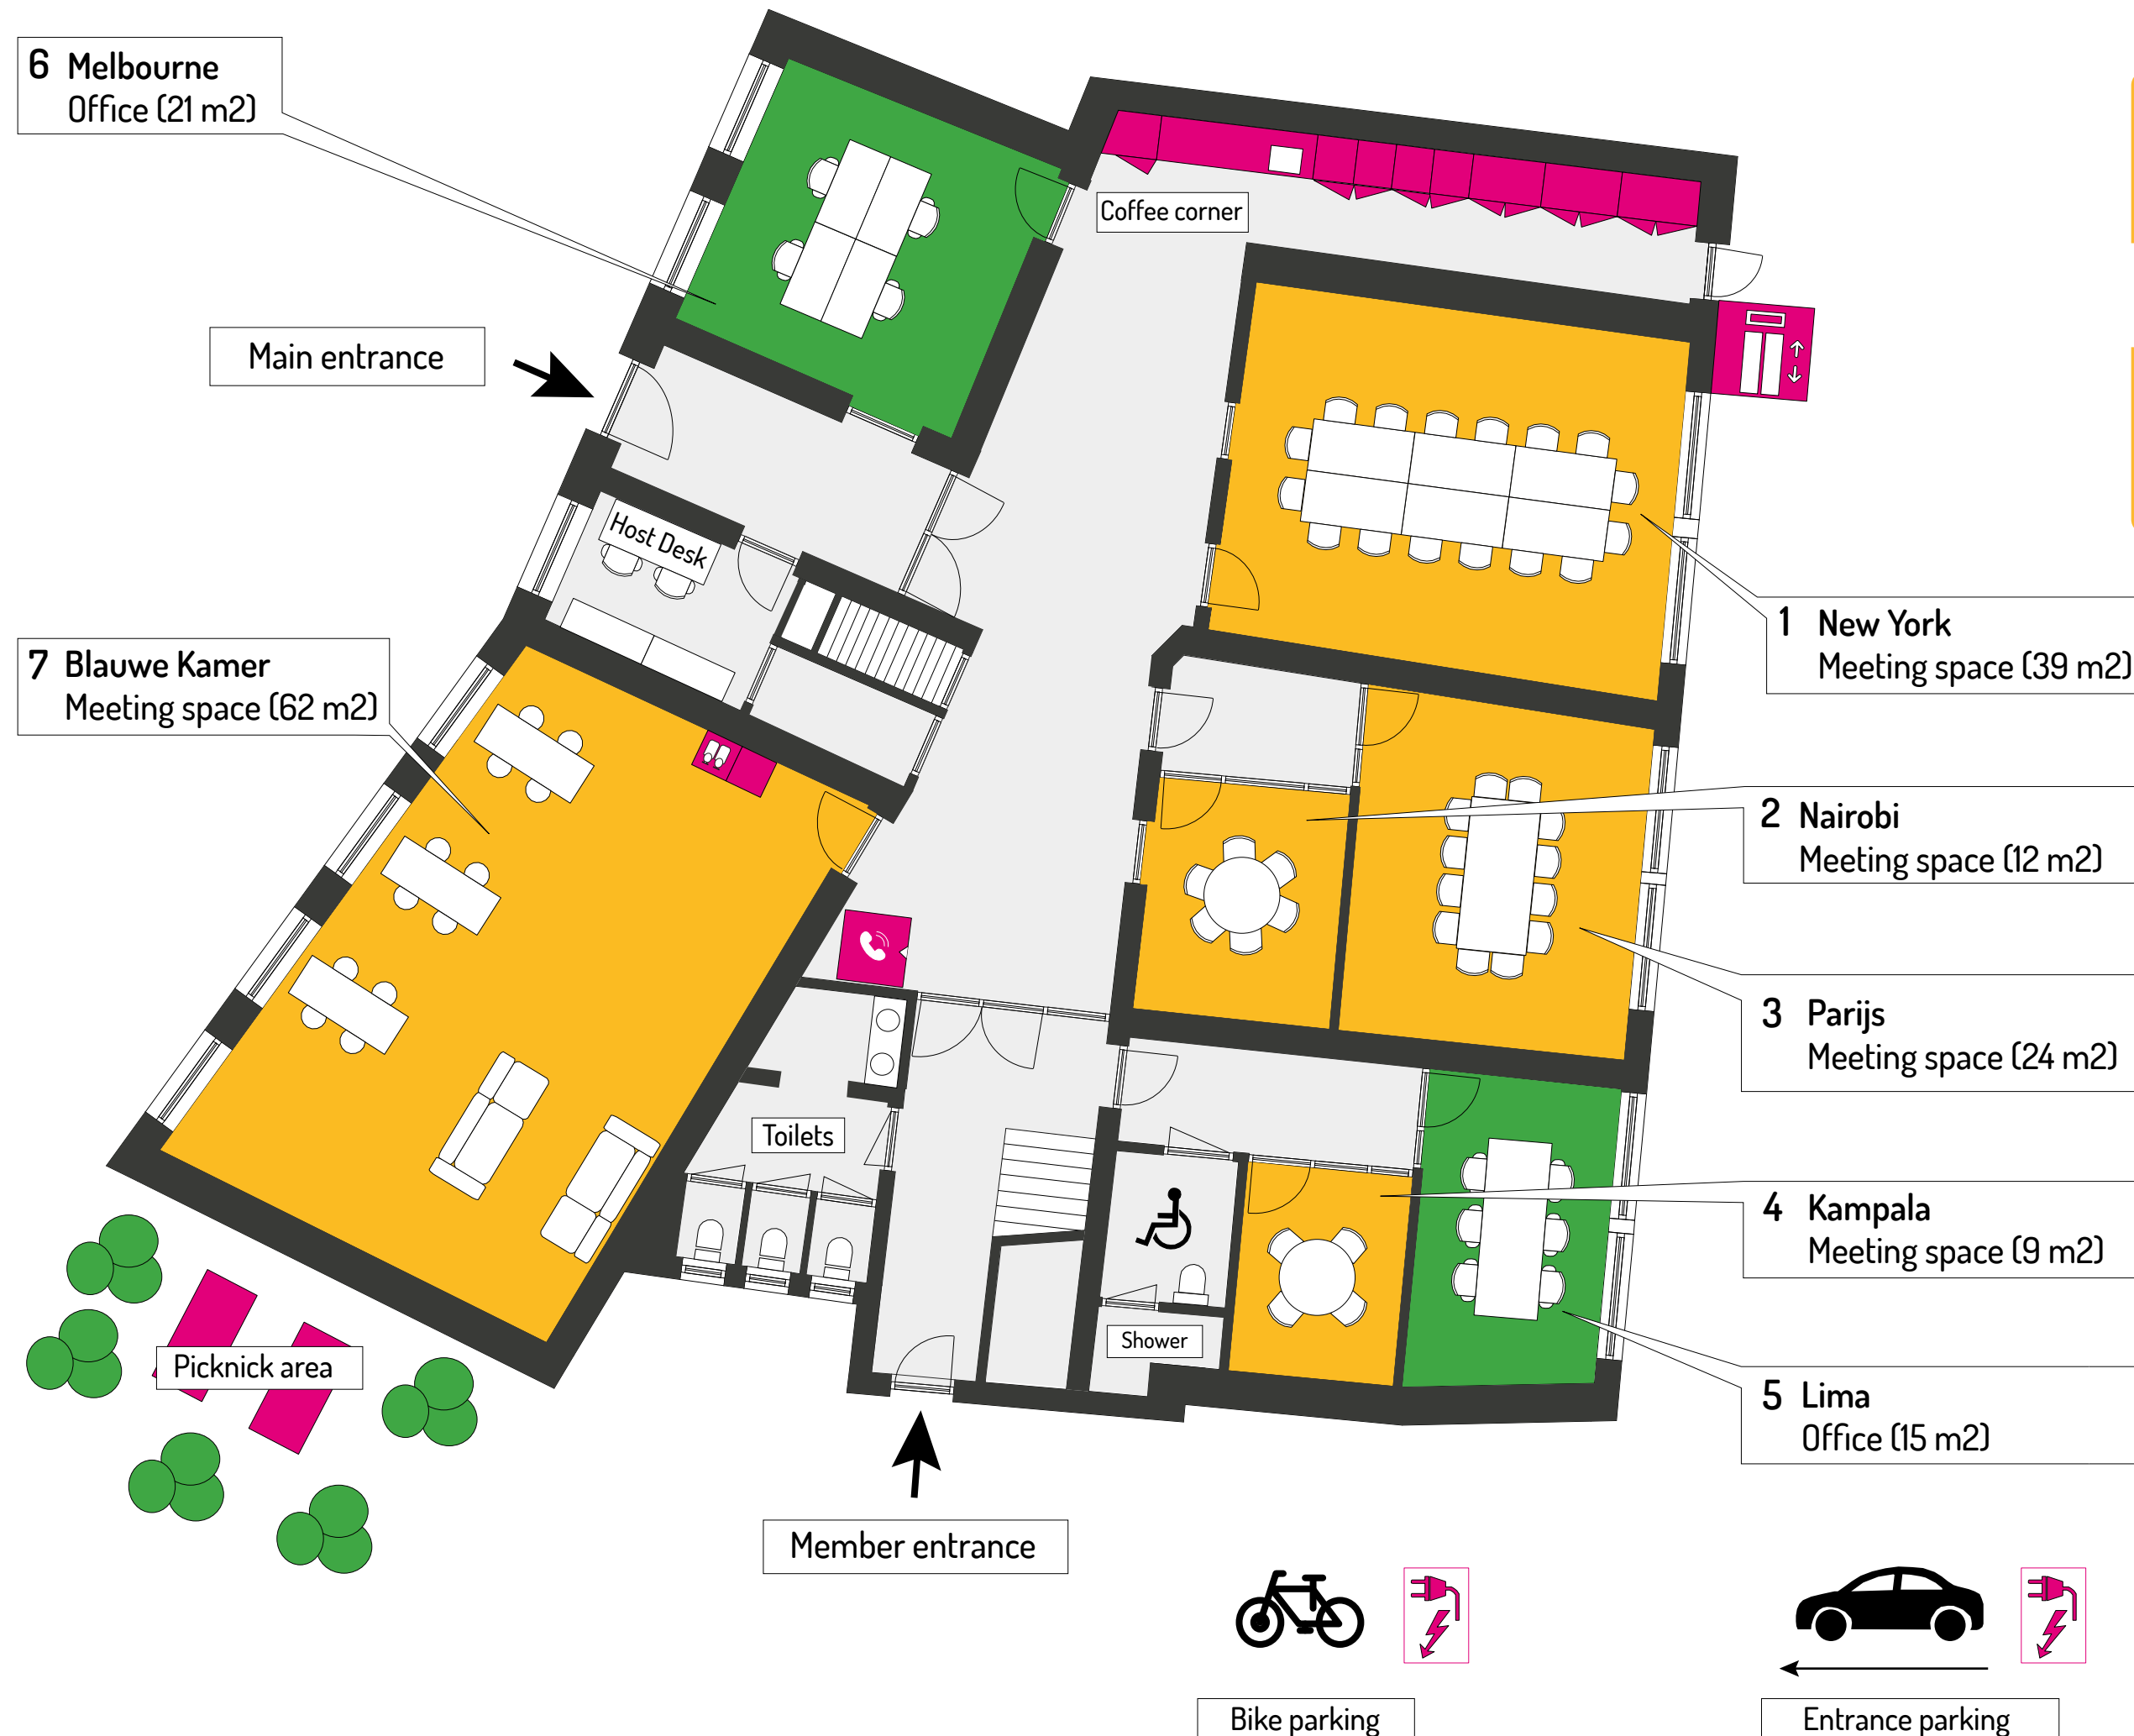 6 Melbourne
Office (21 m2)
Coffee corner
Main entrance
Host Desk
1 New York
Meeting space (39 m2)
7 Blauwe Kamer
Meeting space (62 m2)
2 Nairobi
Meeting space (12 m2)
3 Parijs
Meeting space (24 m2)
Toilets
4 Kampala
Meeting space (9 m2)
Shower
Picknick area
5 Lima
Office (15 m2)
Member entrance
Bike parking
Entrance parking